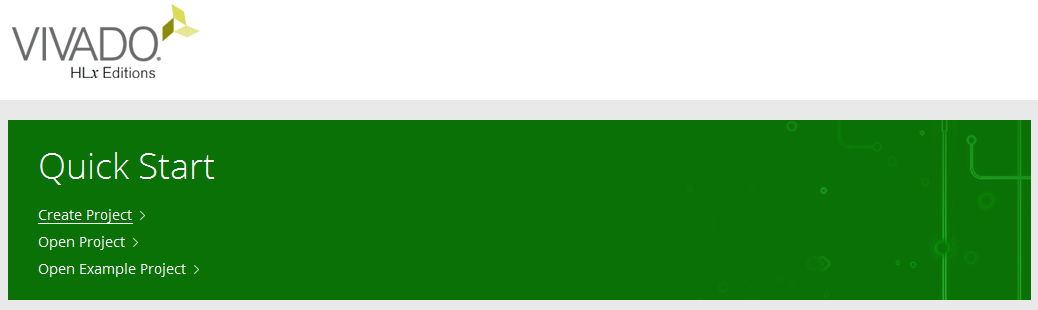 VIVADO.
HLx Editions
Quick Start
Create Project >
Open Project >
Open Example Project >